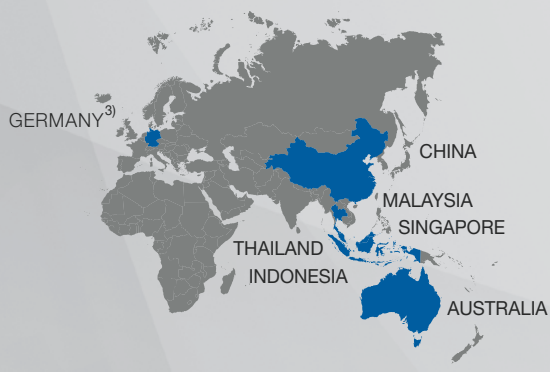 GERMANY3)
CHINA
MALAYSIA
SINGAPORE
THAILAND
INDONESIA
AUSTRALIA